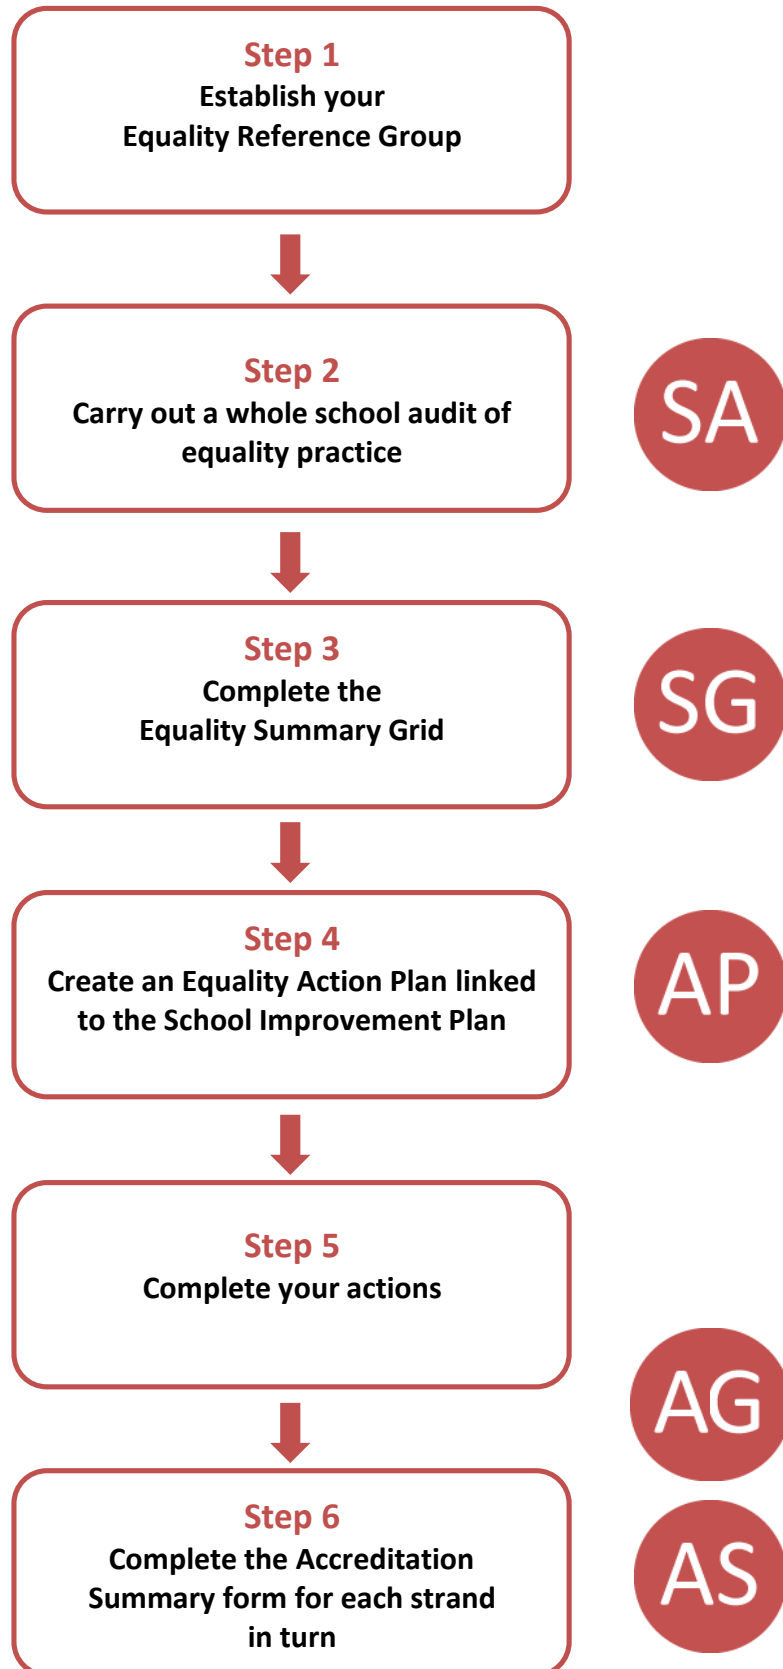 Step 1
Establish your
Equality Reference Group
Step 2
Carry out a whole school audit of
equality practice
SA
Step 3
Complete the
Equality Summary Grid
SG
Step 4
Create an Equality Action Plan linked
to the School Improvement Plan
AP
Step 5
Complete your actions
AG
Step 6
Complete the Accreditation
Summary form for each strand
in turn
AS